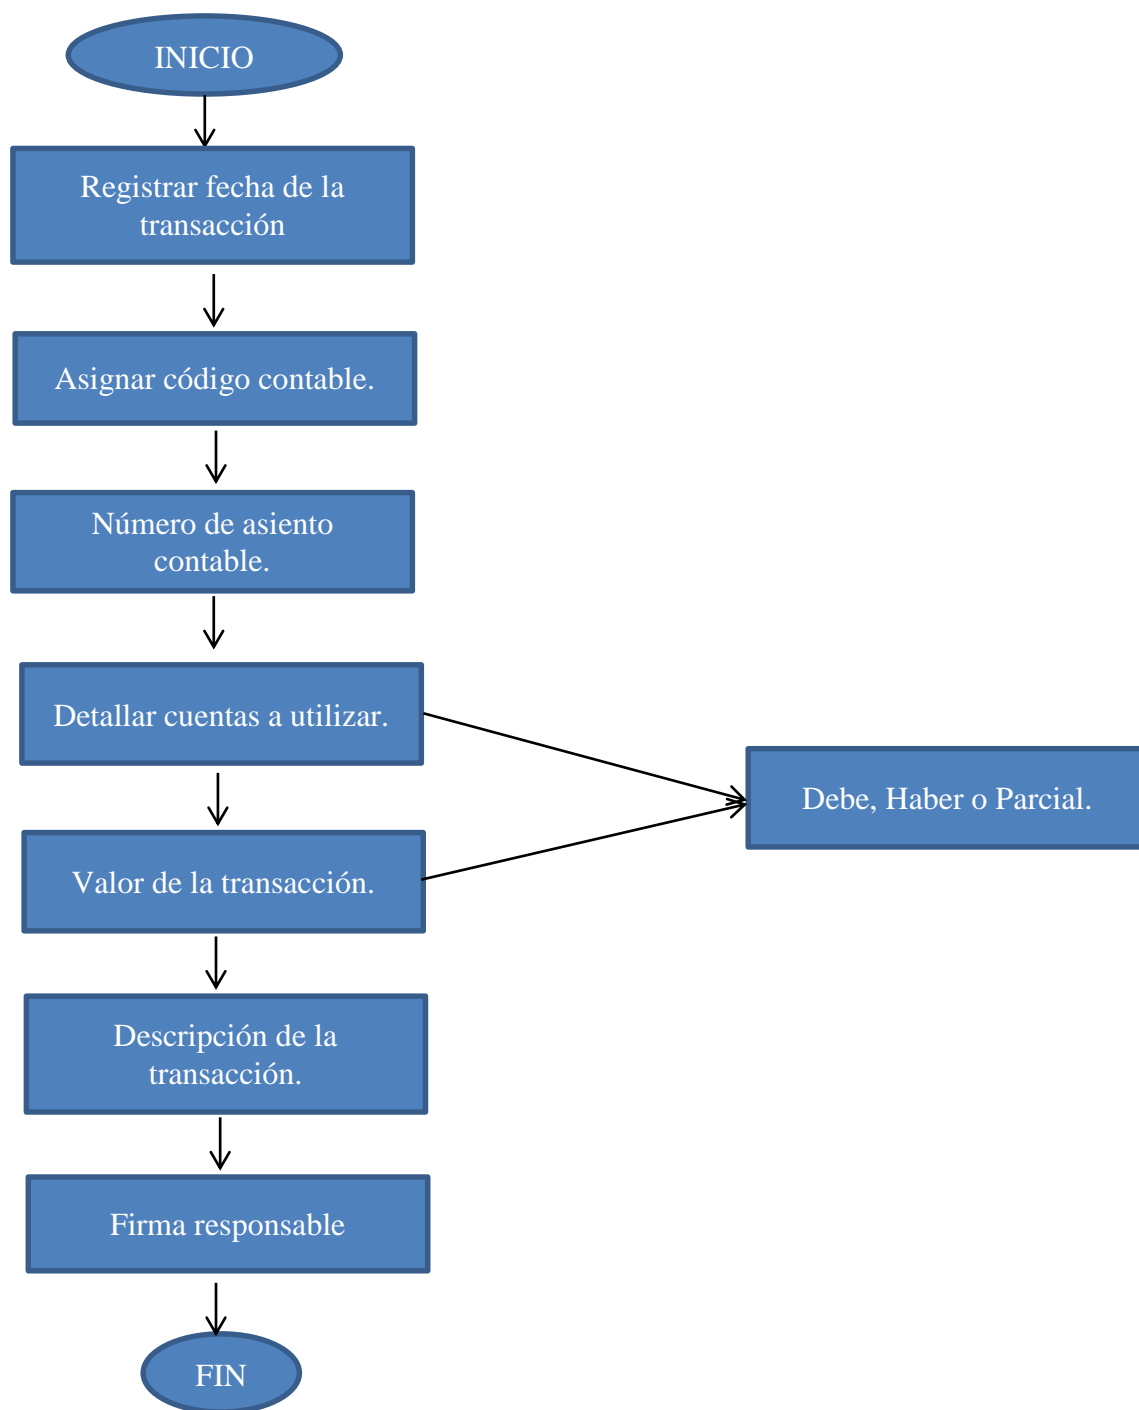 INICIO
Registrar fecha de la
transacción
Asignar código contable.
Número de asiento
contable.
Detallar cuentas a utilizar.
Debe, Haber o Parcial.
Valor de la transacción.
Descripción de la
transacción.
Firma responsable
FIN